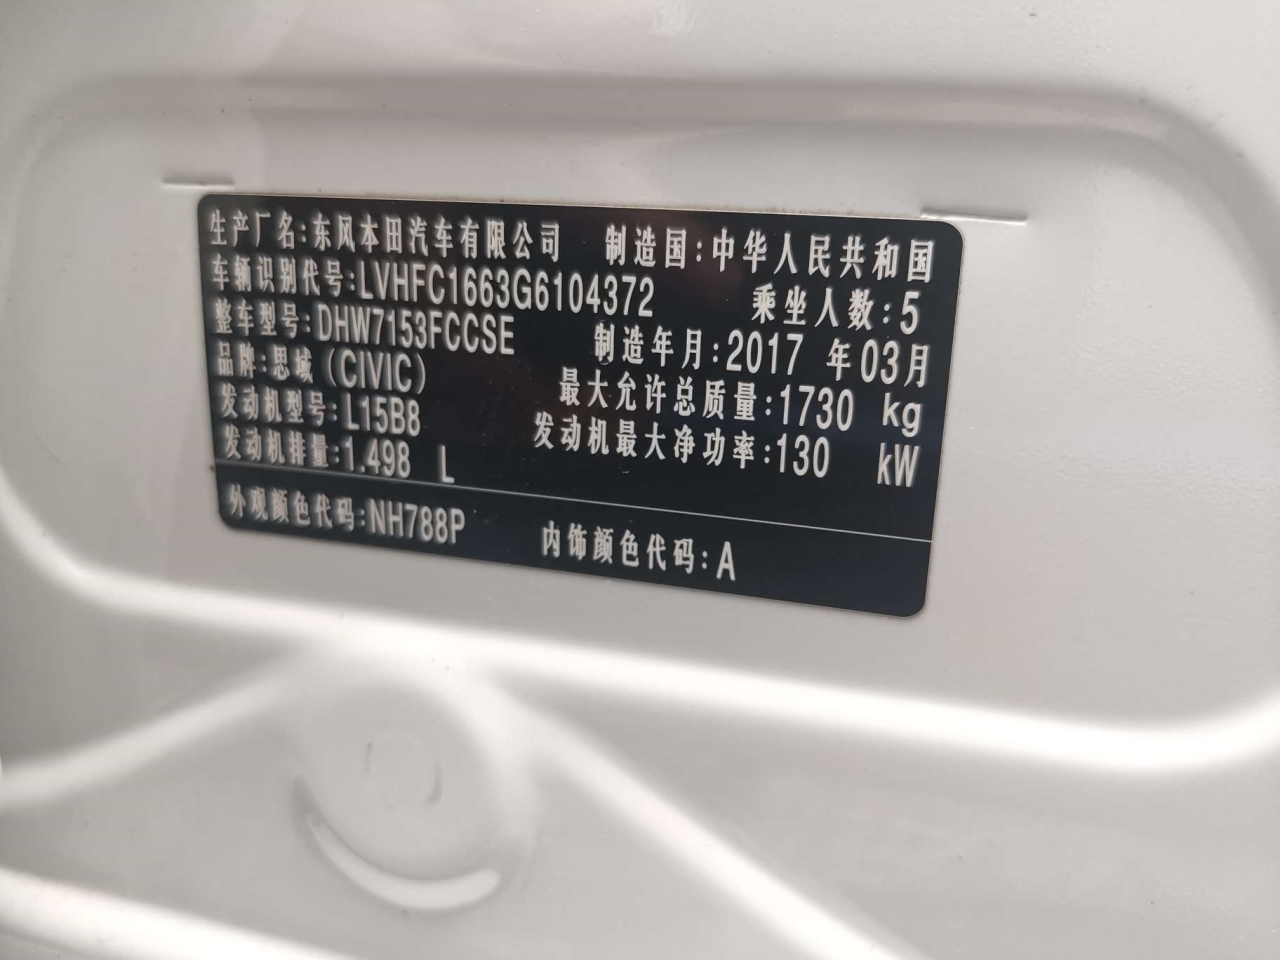 生产厂名:东风本田汽车有限公司 制造国:中华人民共和国
车辆识别代号:LVHFC1663G6104372 乘坐人数:5
整车型号:DHW7153FCCSE 制造年月:2017 年03月
品牌:思域(CIVIC) 最大允许总质量:1730 kg
发动机型号:L15B8 发动机最大净功率:130 kW
发动机排量:1.498 L
外观颜色代码:NH788P 内饰颜色代码:A